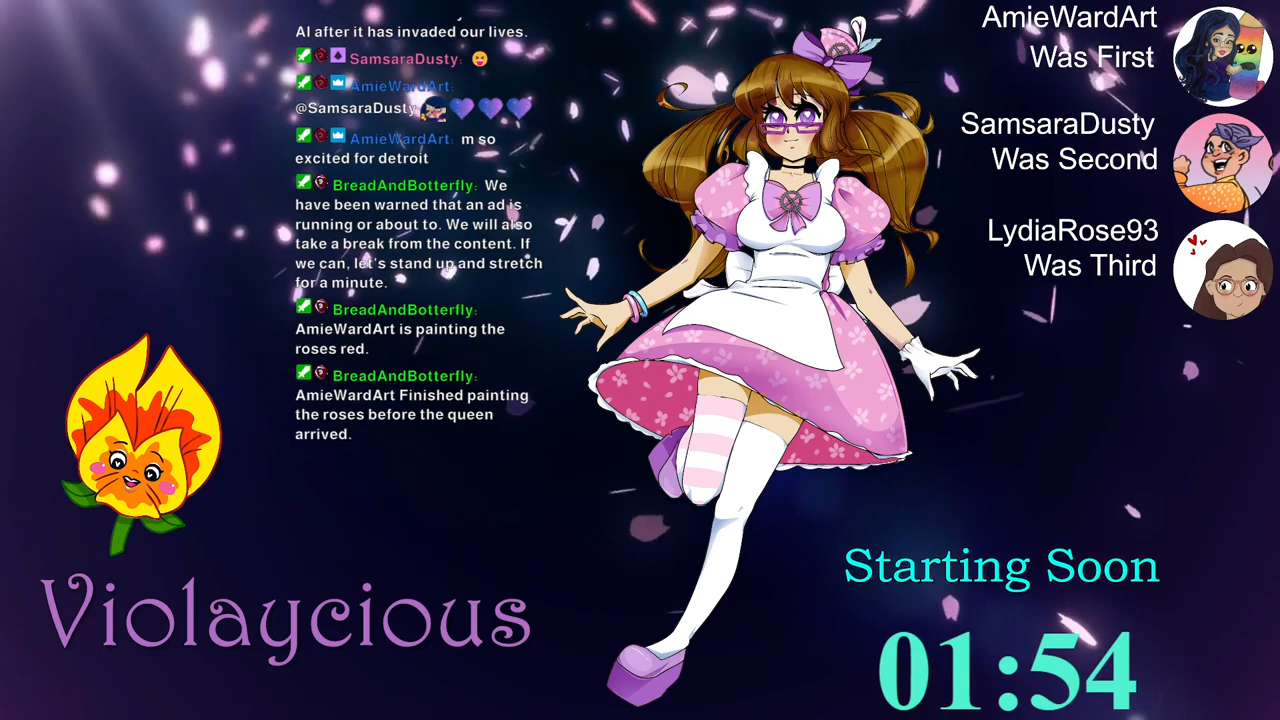 AI after it has invaded our lives.
SamsaraDusty:
AmieWardArt:
@SamsaraDusty
AmieWardArt: m so
excited for detroit
BreadAndBotterfly: We
have been warned that an ad is
running or about to. We will also
take a break from the content. If
we can, let's stand up and stretch
for a minute.
BreadAndBotterfly:
AmieWardArt is painting the
roses red.
BreadAndBotterfly:
AmieWardArt Finished painting
the roses before the queen
arrived.
Violaycious
AmieWardArt
Was First
SamsaraDusty
Was Second
LydiaRose93
Was Third
Starting Soon
01:54